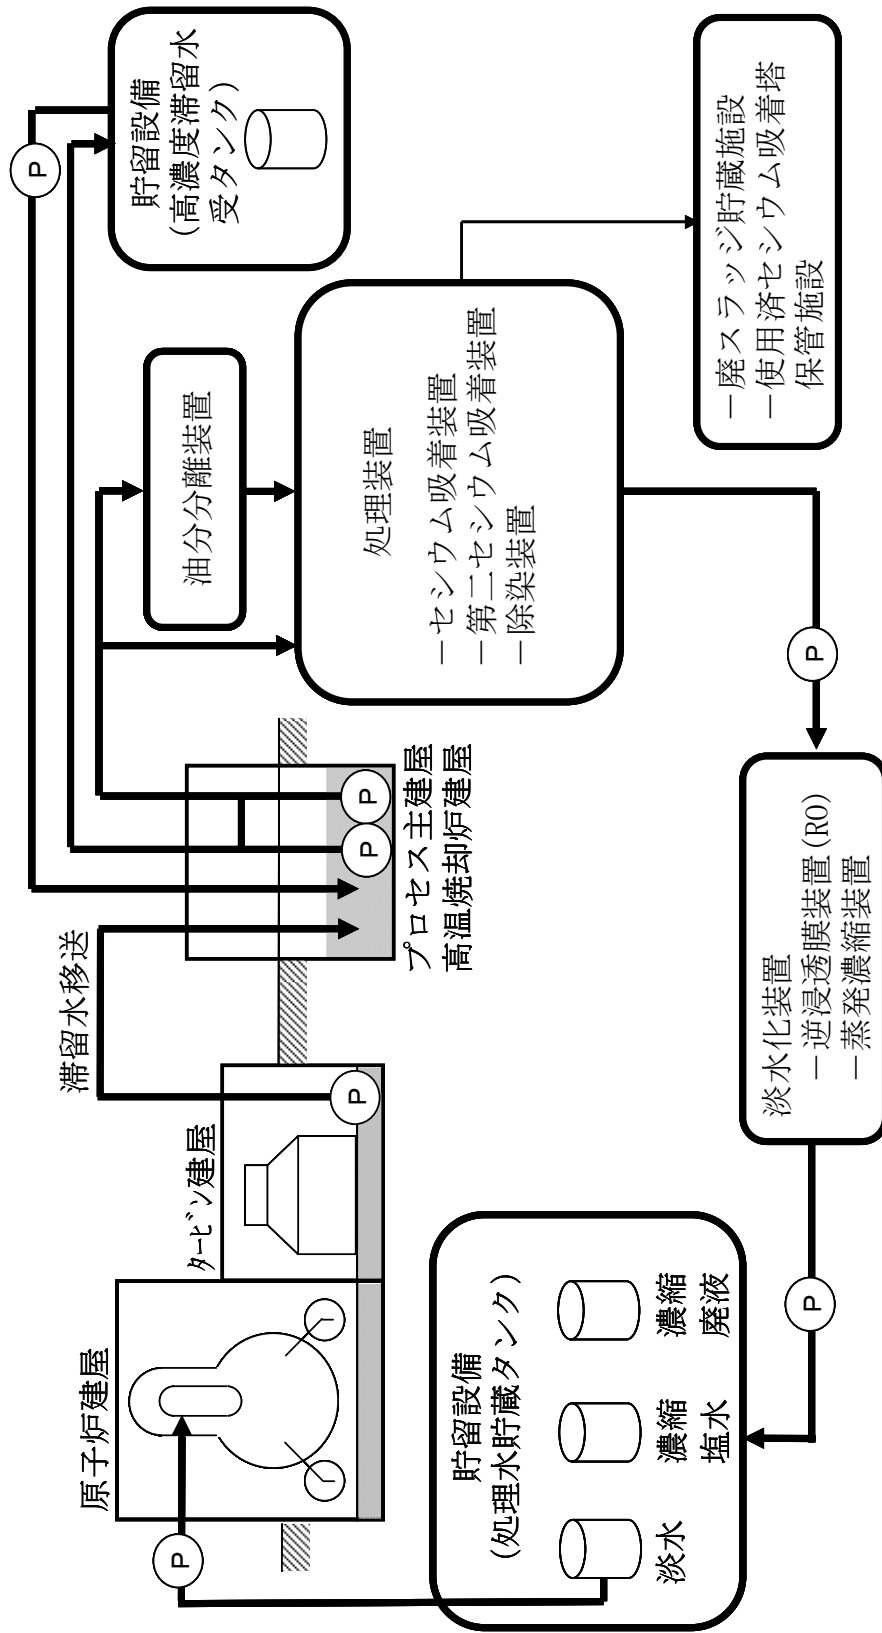 原子炉建屋
ﾀｰﾋﾞﾝ建屋
滞留水移送
プロセス主建屋
高温焼却炉建屋
油分分離装置
貯留設備
(高濃度滞留水
受タンク)
処理装置
－セシウム吸着装置
－第二セシウム吸着装置
－除染装置
－廃スラッジ貯蔵施設
－使用済セシウム吸着塔
保管施設
淡水化装置
－逆浸透膜装置(RO)
－蒸発濃縮装置
貯留設備
(処理水貯蔵タンク)
淡水
濃縮
塩水
濃縮
廃液
P
P
P
P
P
P
P